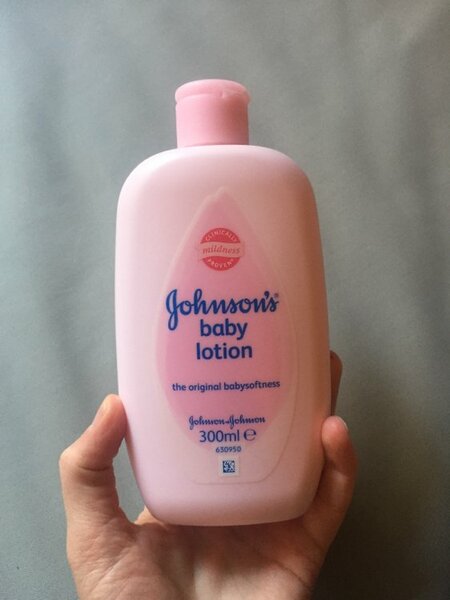 CLINICALLY
mildness
PROVEN
Johnson's®
baby
lotion
the original babysoftness
Johnson & Johnson
300ml ℮
630950